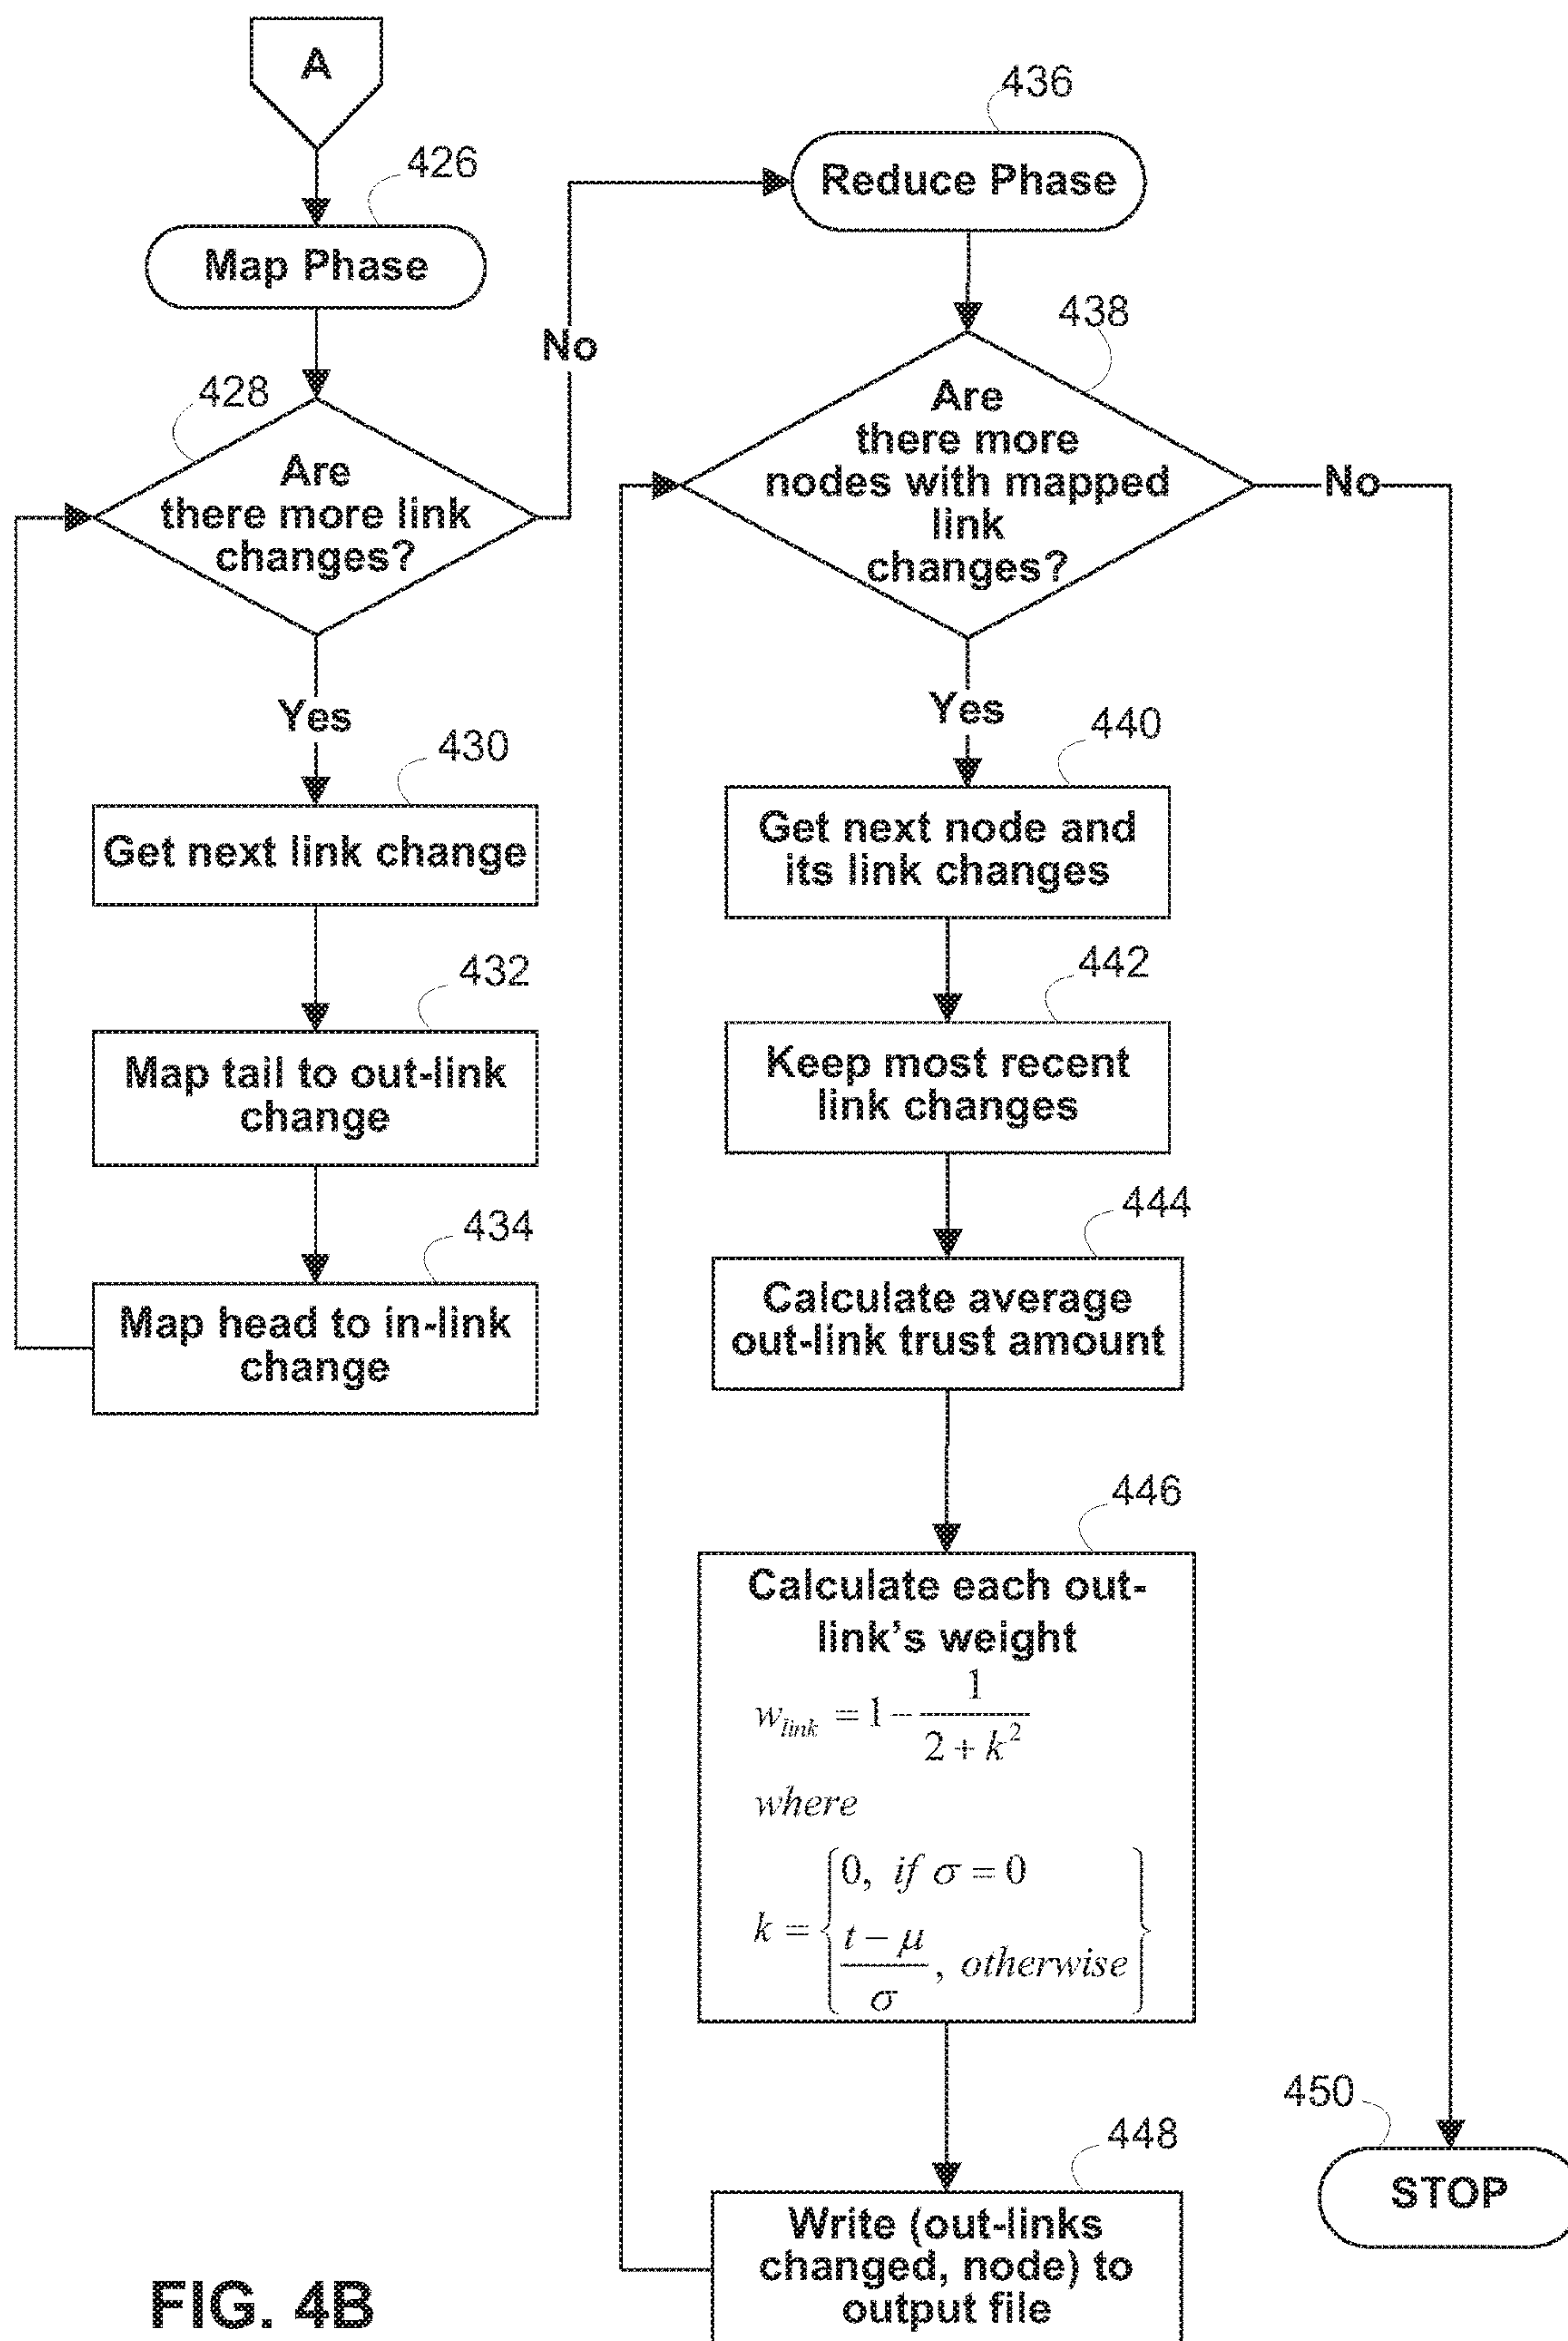 A
426
Map Phase
428
Are
there more link
changes?
No
Yes
430
Get next link change
432
Map tail to out-link
change
434
Map head to in-link
change
436
Reduce Phase
438
Are
there more
nodes with mapped
link
changes?
No
Yes
440
Get next node and
its link changes
442
Keep most recent
link changes
444
Calculate average
out-link trust amount
446
Calculate each out-
link's weight
w_link = 1 - 1 / (2 + k²)
where
k = { 0, if σ = 0
(t - μ) / σ, otherwise }
448
Write (out-links
changed, node) to
output file
450
STOP
FIG. 4B